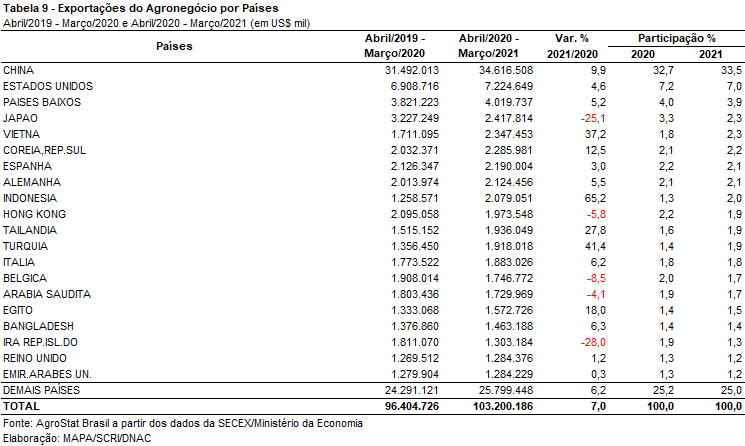 Tabela 9 - Exportações do Agronegócio por Países
Abril/2019 - Março/2020 e Abril/2020 - Março/2021 (em US$ mil)
Países Abril/2019 - Março/2020 Abril/2020 - Março/2021 Var. % 2021/2020 Participação % 2020 2021
CHINA 31.492.013 34.616.508 9,9 32,7 33,5
ESTADOS UNIDOS 6.908.716 7.224.649 4,6 7,2 7,0
PAISES BAIXOS 3.821.223 4.019.737 5,2 4,0 3,9
JAPAO 3.227.249 2.417.814 -25,1 3,3 2,3
VIETNA 1.711.095 2.347.453 37,2 1,8 2,3
COREIA,REP.SUL 2.032.371 2.285.981 12,5 2,1 2,2
ESPANHA 2.126.347 2.190.004 3,0 2,2 2,1
ALEMANHA 2.013.974 2.124.456 5,5 2,1 2,1
INDONESIA 1.258.571 2.079.051 65,2 1,3 2,0
HONG KONG 2.095.058 1.973.548 -5,8 2,2 1,9
TAILANDIA 1.515.152 1.936.049 27,8 1,6 1,9
TURQUIA 1.356.450 1.918.018 41,4 1,4 1,9
ITALIA 1.773.522 1.883.026 6,2 1,8 1,8
BELGICA 1.908.014 1.746.772 -8,5 2,0 1,7
ARABIA SAUDITA 1.803.436 1.729.969 -4,1 1,9 1,7
EGITO 1.333.068 1.572.726 18,0 1,4 1,5
BANGLADESH 1.376.860 1.463.188 6,3 1,4 1,4
IRA REP.ISL.DO 1.811.070 1.303.184 -28,0 1,9 1,3
REINO UNIDO 1.269.512 1.284.376 1,2 1,3 1,2
EMIR.ARABES UN. 1.279.904 1.284.229 0,3 1,3 1,2
DEMAIS PAÍSES 24.291.121 25.799.448 6,2 25,2 25,0
TOTAL 96.404.726 103.200.186 7,0 100,0 100,0
Fonte: AgroStat Brasil a partir dos dados da SECEX/Ministério da Economia
Elaboração: MAPA/SCRI/DNAC